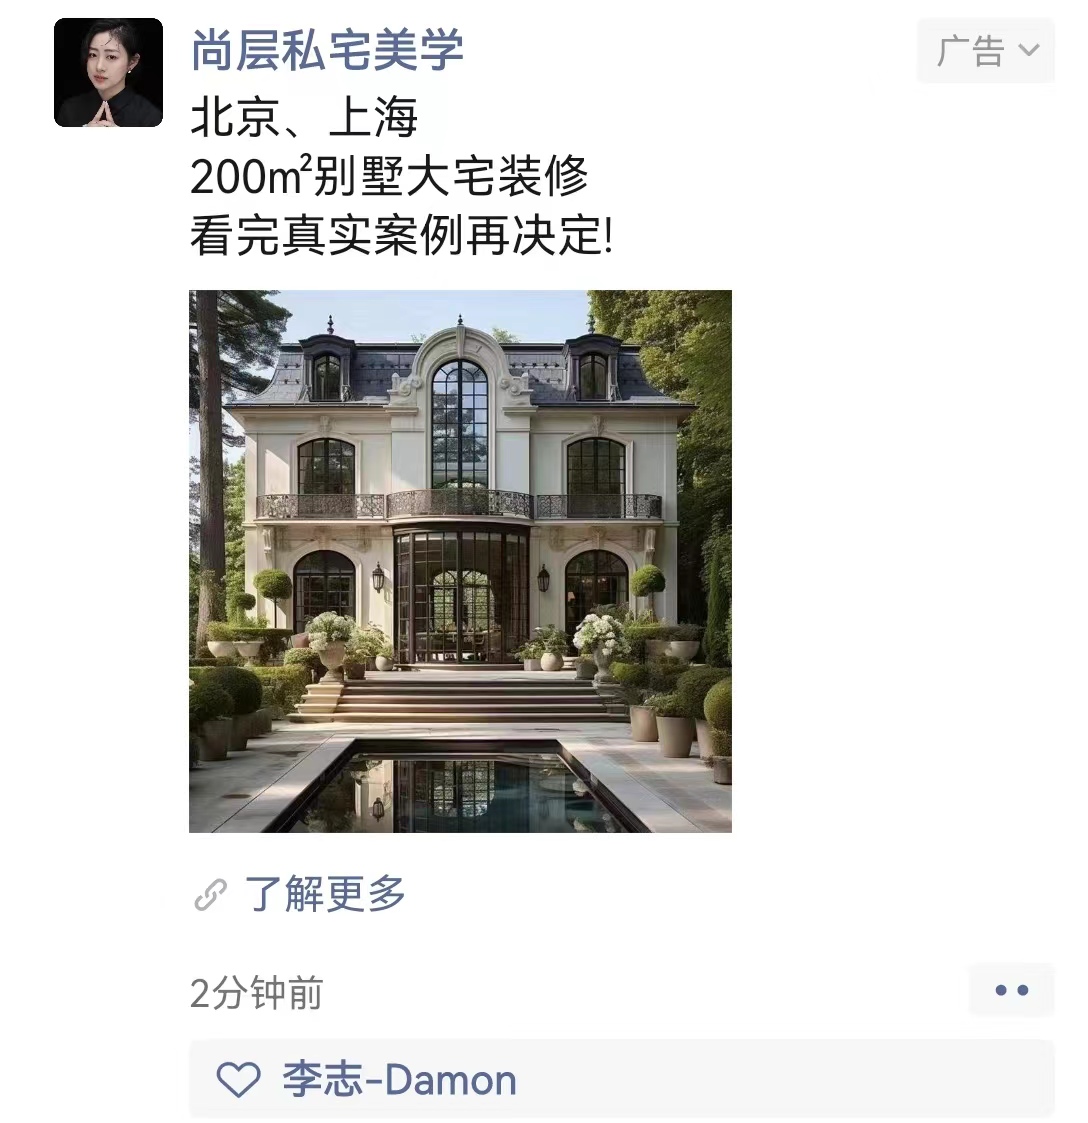 尚层私宅美学
广告
北京、上海
200m²别墅大宅装修
看完真实案例再决定!
了解更多
2分钟前
李志-Damon